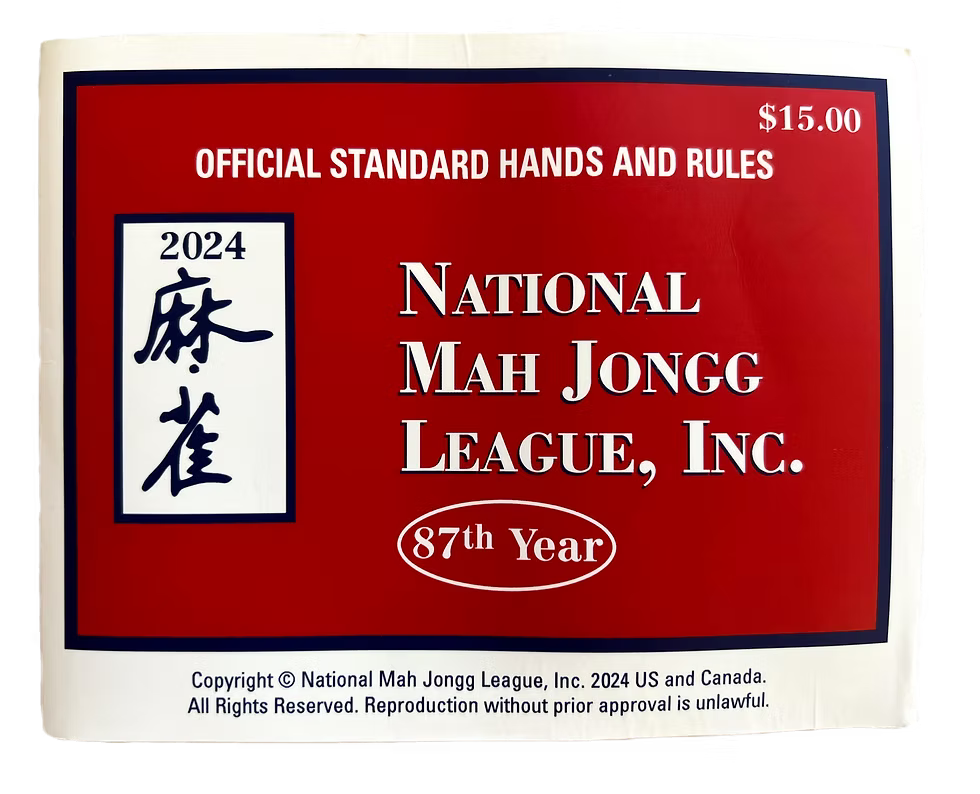 $15.00
OFFICIAL STANDARD HANDS AND RULES
2024
麻
雀
NATIONAL
MAH JONGG
LEAGUE, INC.
87th Year
Copyright © National Mah Jongg League, Inc. 2024 US and Canada.
All Rights Reserved. Reproduction without prior approval is unlawful.